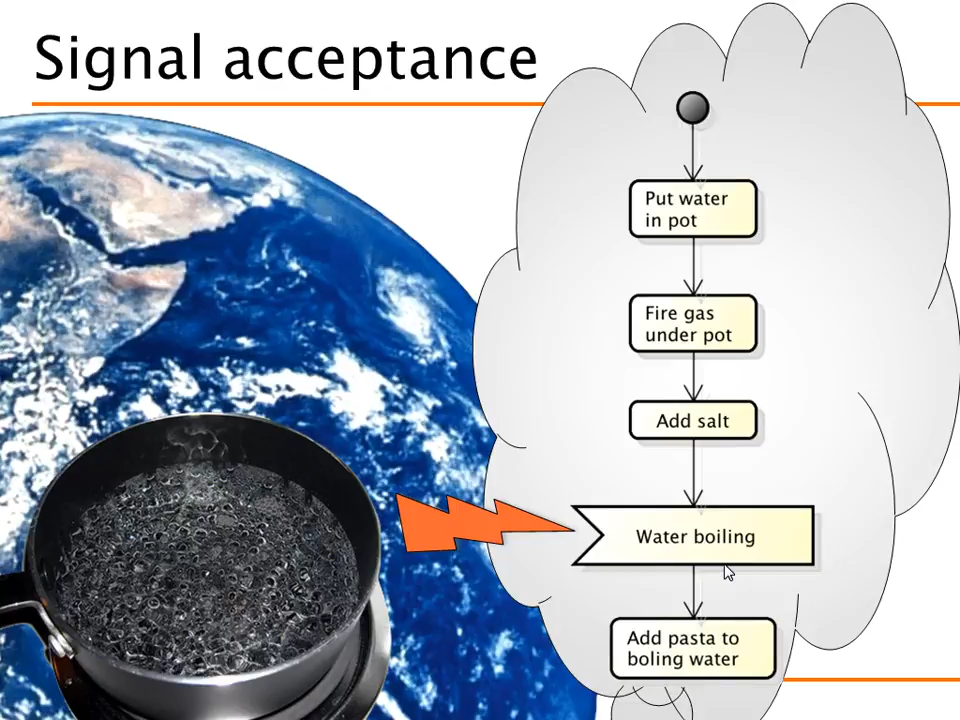 Signal acceptance
Put water
in pot
Fire gas
under pot
Add salt
Water boiling
Add pasta to
boling water